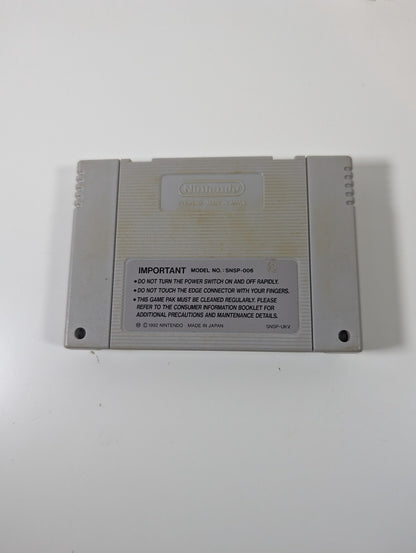 Nintendo
IMPORTANT MODEL NO.: SNSP-006
• DO NOT TURN THE POWER SWITCH ON AND OFF RAPIDLY.
• DO NOT TOUCH THE EDGE CONNECTOR WITH YOUR FINGERS.
• THIS GAME PAK MUST BE CLEANED REGULARLY. PLEASE
REFER TO THE CONSUMER INFORMATION BOOKLET FOR
ADDITIONAL PRECAUTIONS AND MAINTENANCE DETAILS.
© 1992 NINTENDO MADE IN JAPAN SNSP-UKV